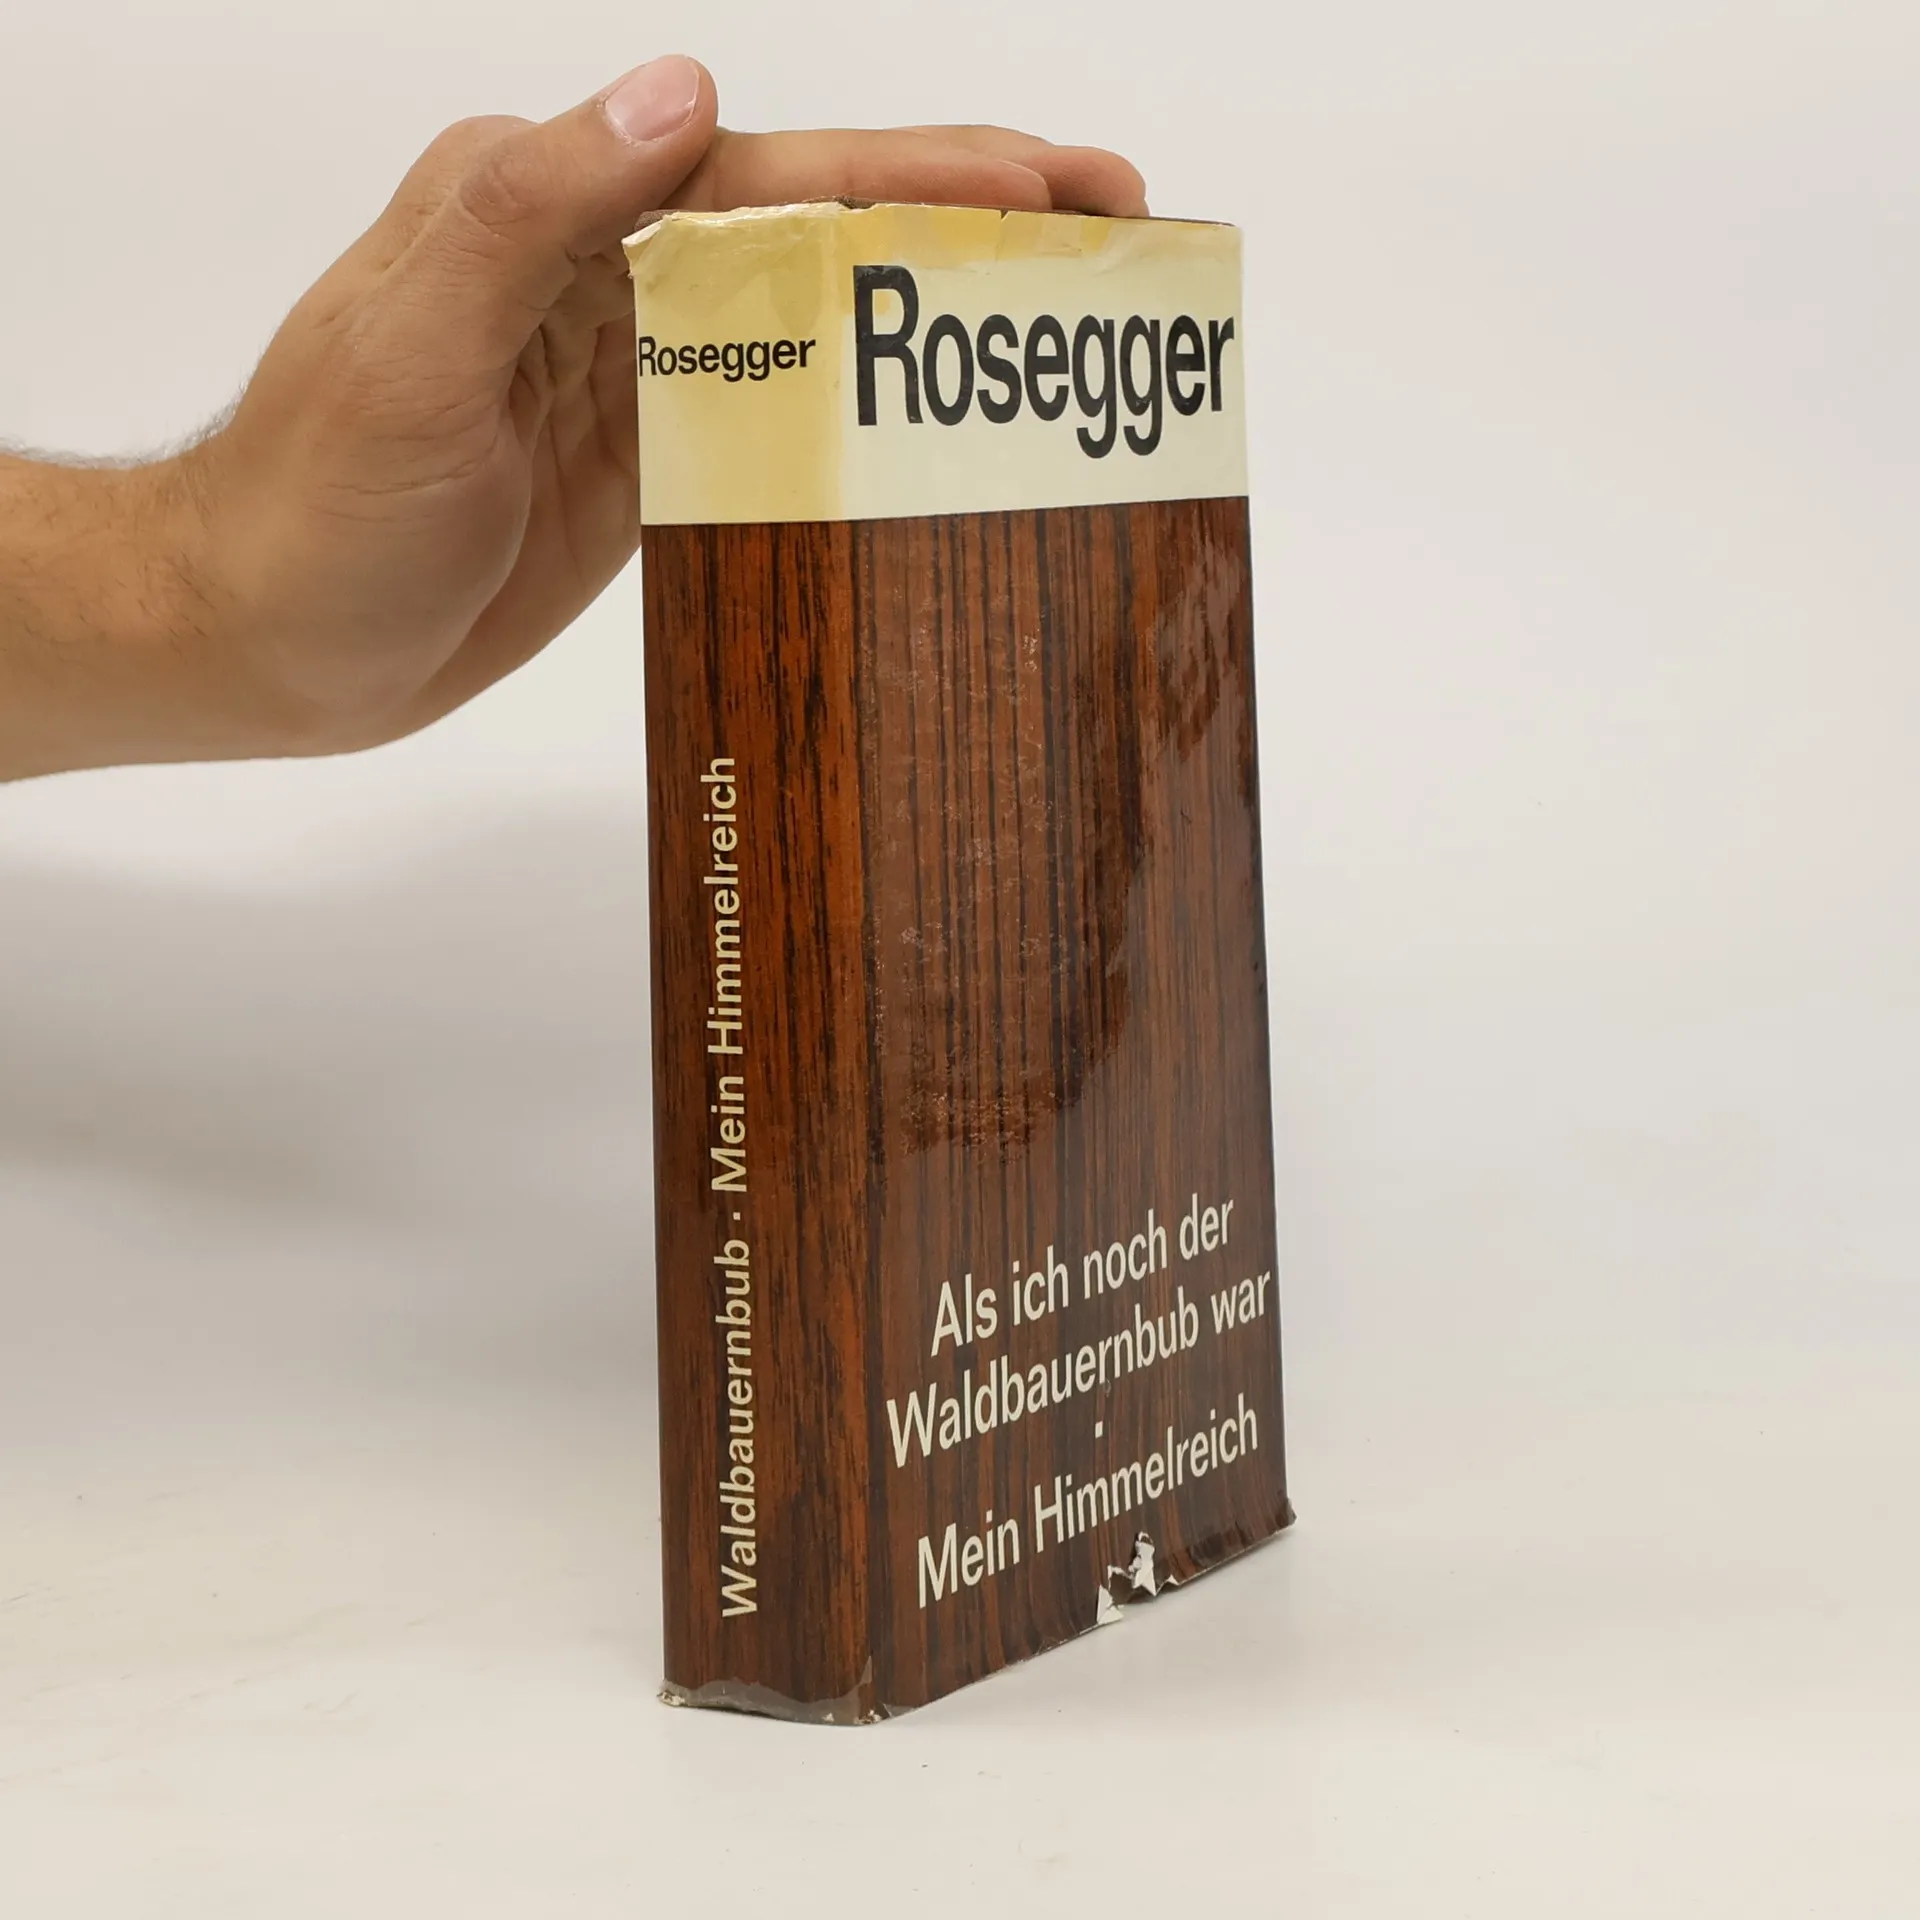 Rosegger
Waldbauernbub · Mein Himmelreich
Rosegger
Als ich noch der
Waldbauernbub war
·
Mein Himmelreich